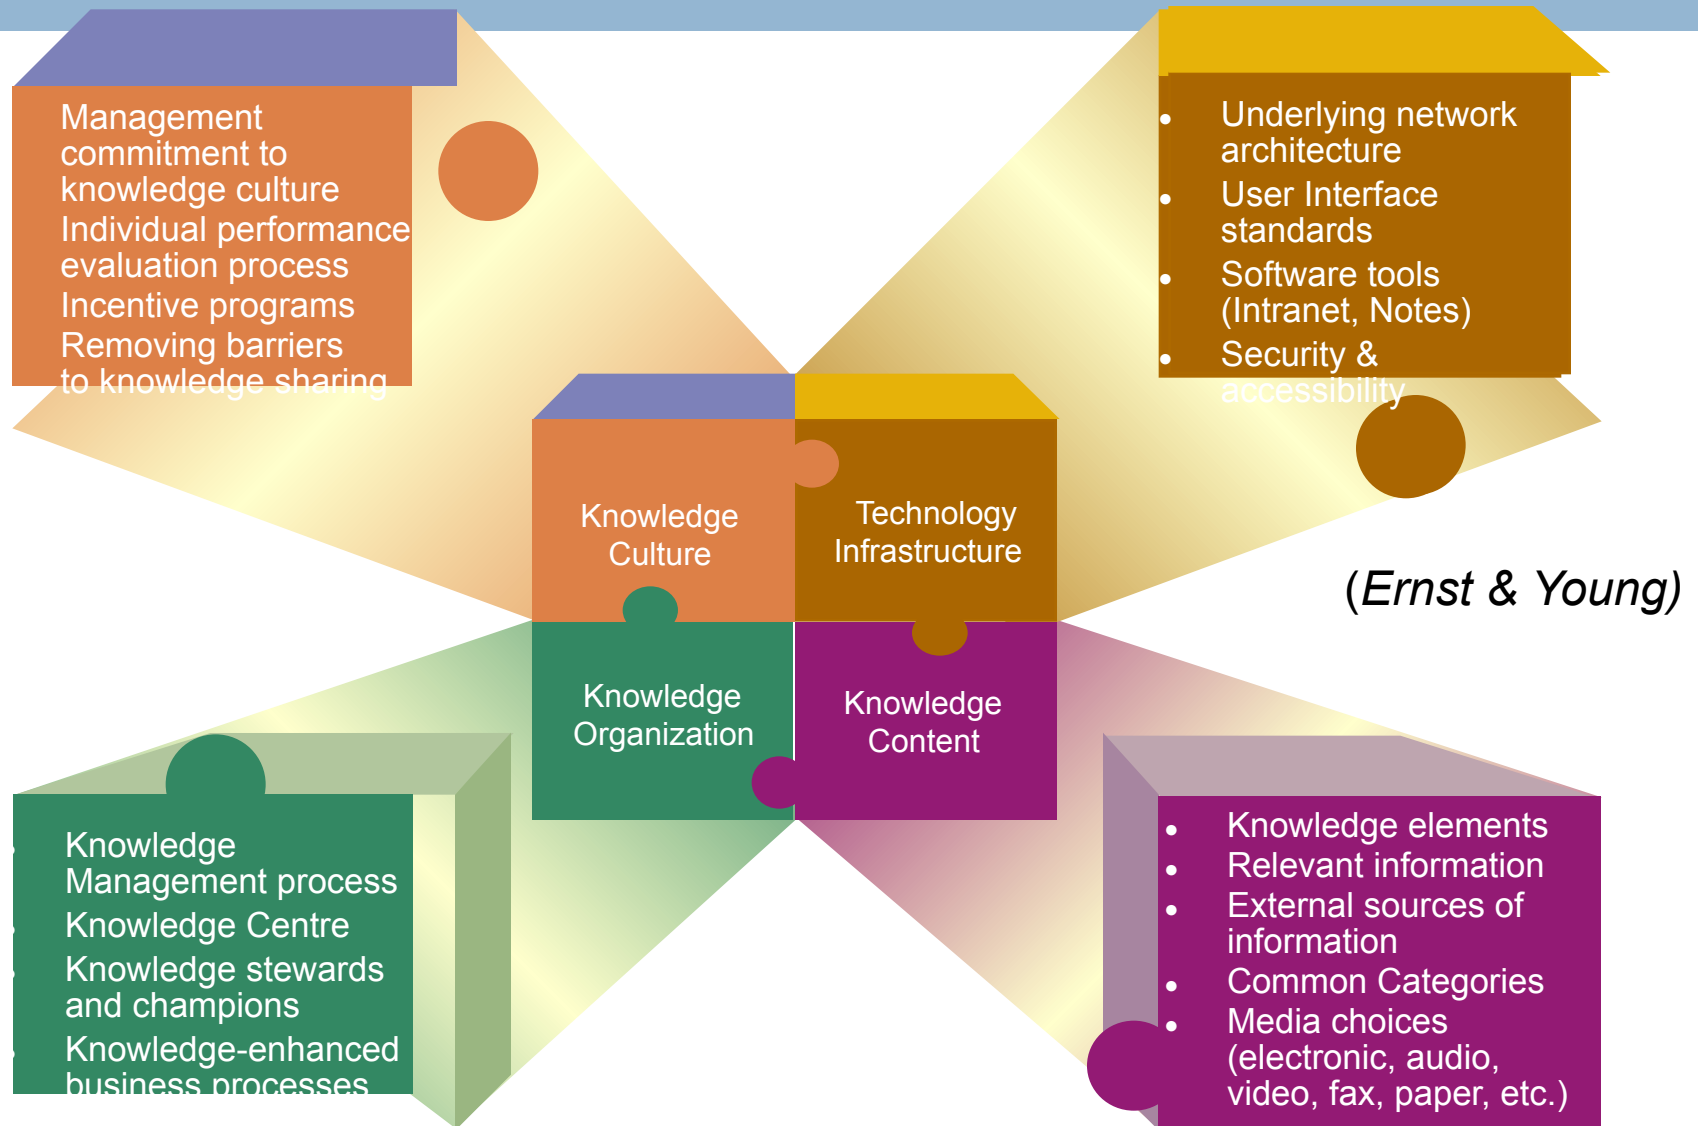 Management
commitment to
knowledge culture
Individual performance
evaluation process
Incentive programs
Removing barriers
to knowledge sharing
• Underlying network
architecture
• User Interface
standards
• Software tools
(Intranet, Notes)
• Security &
accessibility
Knowledge
Culture
Technology
Infrastructure
(Ernst & Young)
Knowledge
Organization
Knowledge
Content
• Knowledge
Management process
• Knowledge Centre
• Knowledge stewards
and champions
• Knowledge-enhanced
business processes
• Knowledge elements
• Relevant information
• External sources of
information
• Common Categories
• Media choices
(electronic, audio,
video, fax, paper, etc.)